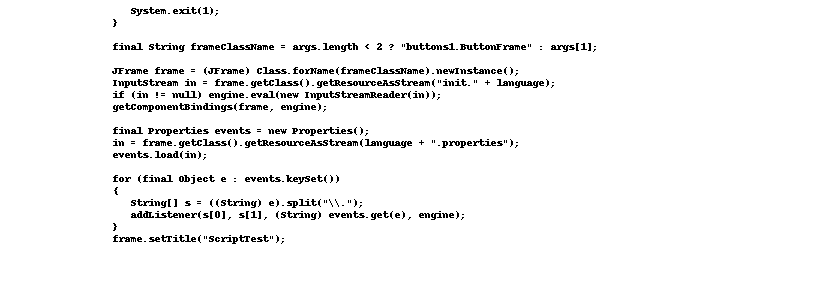 System.exit(1);
}
final String frameClassName = args.length < 2 ? "buttons1.ButtonFrame" : args[1];
JFrame frame = (JFrame) Class.forName(frameClassName).newInstance();
InputStream in = frame.getClass().getResourceAsStream("init." + language);
if (in != null) engine.eval(new InputStreamReader(in));
getComponentBindings(frame, engine);
final Properties events = new Properties();
in = frame.getClass().getResourceAsStream(language + ".properties");
events.load(in);
for (final Object e : events.keySet())
{
String[] s = ((String) e).split("\\.");
addListener(s[0], s[1], (String) events.get(e), engine);
}
frame.setTitle("ScriptTest");